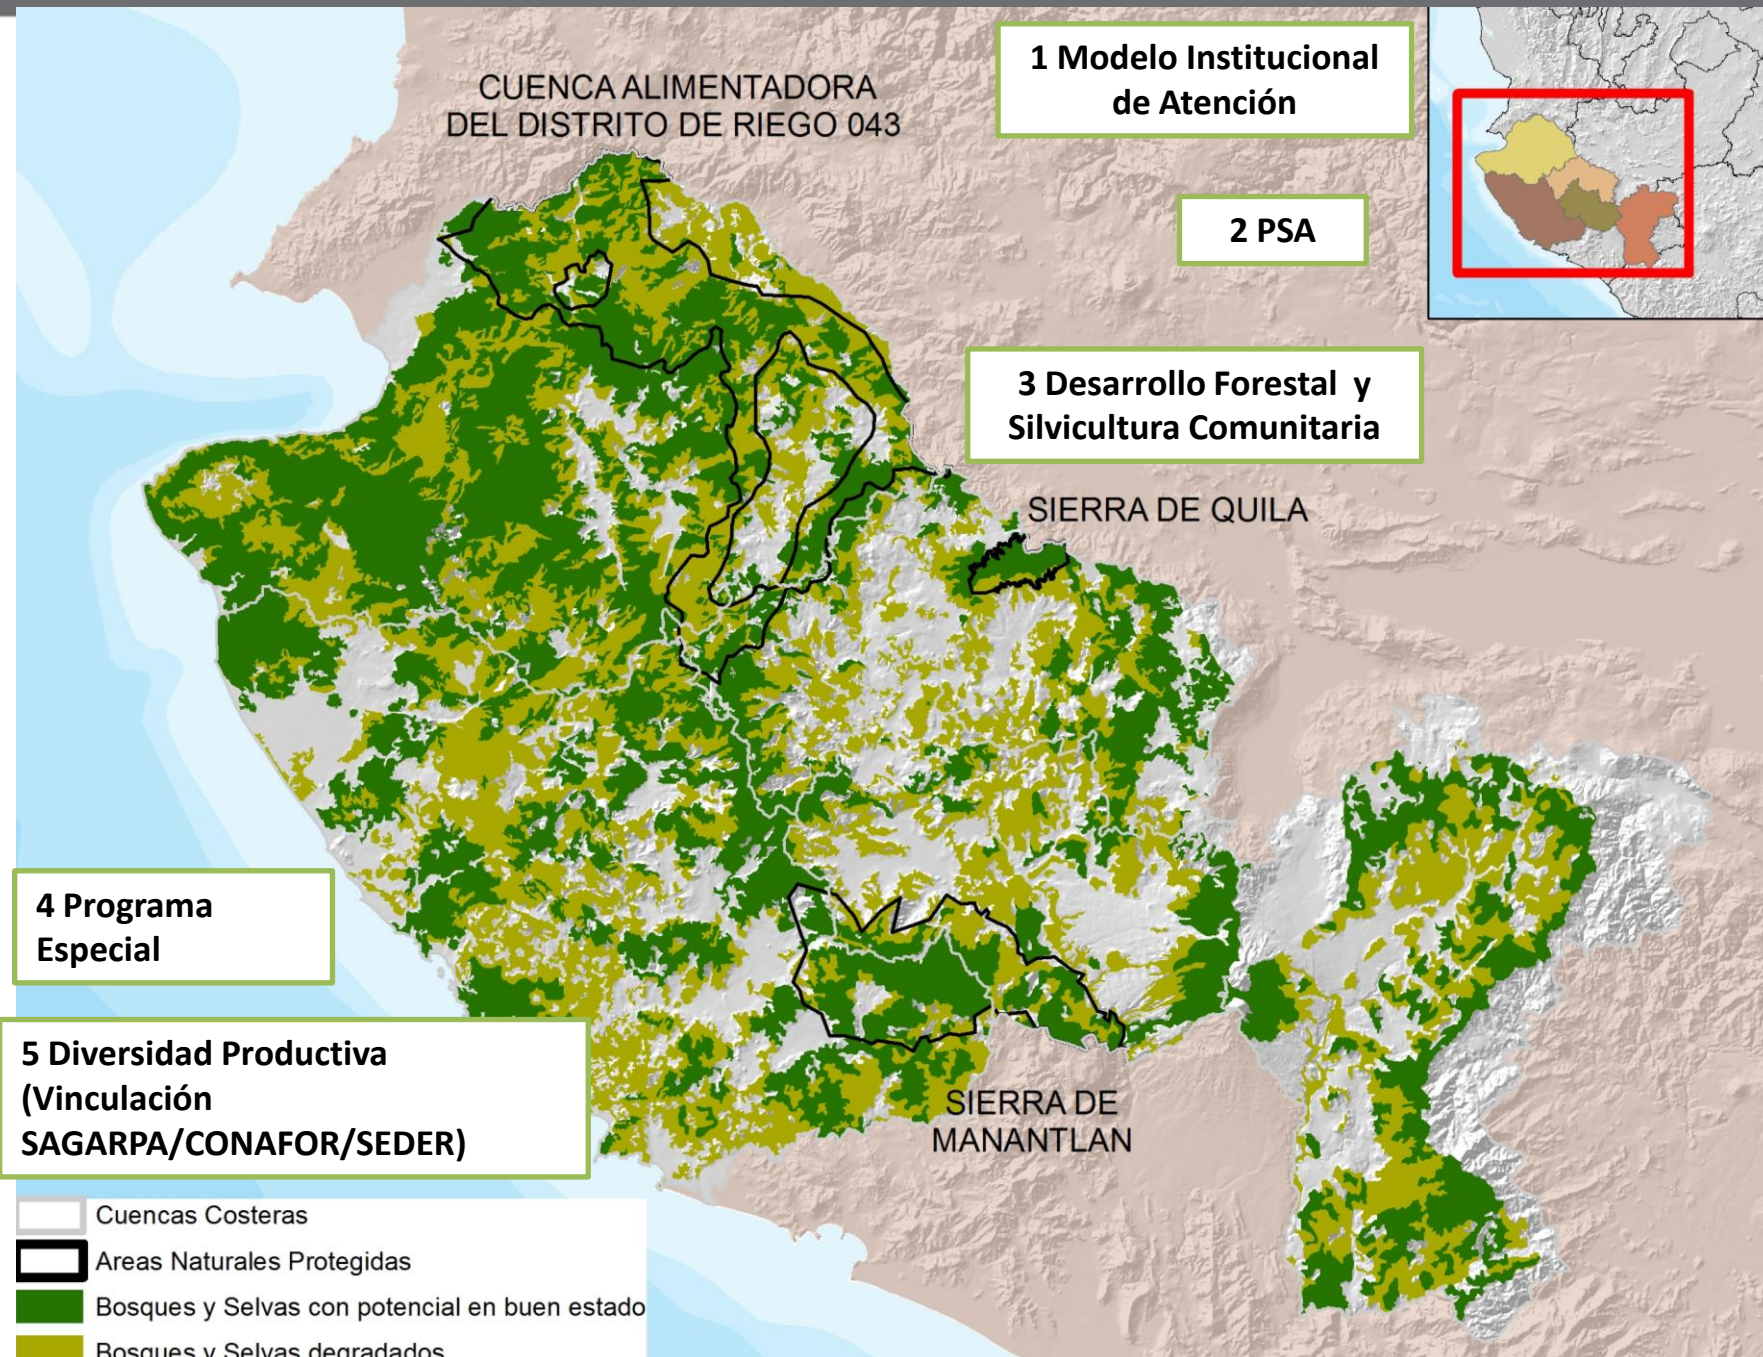 CUENCA ALIMENTADORA
DEL DISTRITO DE RIEGO 043
1 Modelo Institucional
de Atención
2 PSA
3 Desarrollo Forestal y
Silvicultura Comunitaria
SIERRA DE QUILA
4 Programa
Especial
5 Diversidad Productiva
(Vinculación
SAGARPA/CONAFOR/SEDER)
SIERRA DE
MANANTLAN
Cuencas Costeras
Areas Naturales Protegidas
Bosques y Selvas con potencial en buen estado
Bosques y Selvas degradados